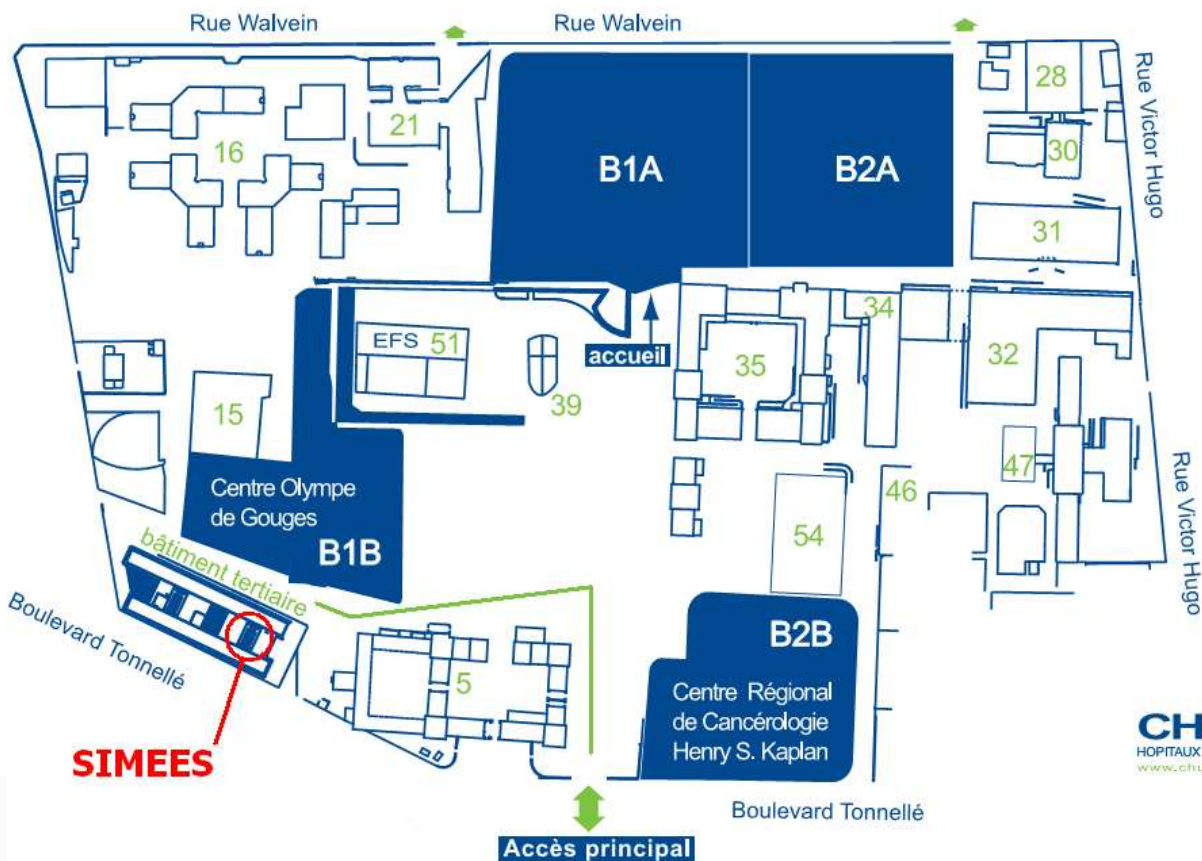 Rue Walvein
Rue Walvein
28
Rue Victor Hugo
21
16
30
B1A
B2A
31
34
EFS 51
accueil
35
32
39
15
47
Centre Olympe
de Gouges
B1B
46
Rue Victor Hugo
54
bâtiment tertiaire
Boulevard Tonnellé
B2B
5
Centre Régional
de Cancérologie
Henry S. Kaplan
SIMEES
CH
HOPITAUX
www.chu
Boulevard Tonnellé
Accès principal